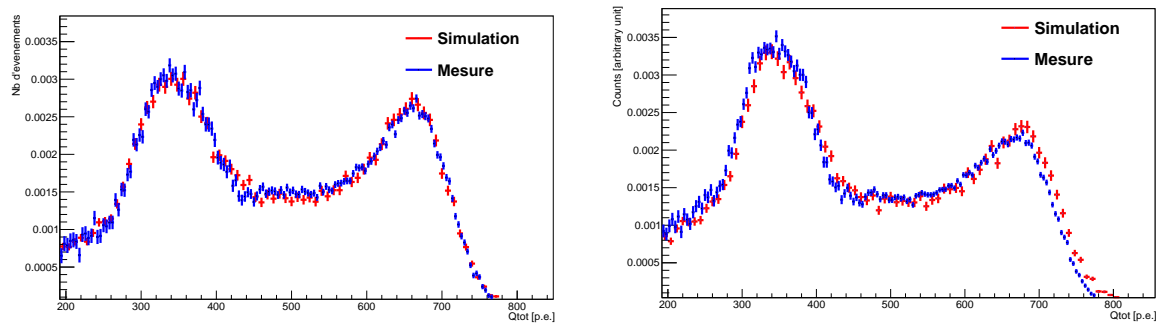 Nb d'evenements
0.0035
0.003
0.0025
0.002
0.0015
0.001
0.0005
Simulation
Mesure
200 300 400 500 600 700 800
Qtot [p.e.]
Counts [arhitrary unit]
0.0035
0.003
0.0025
0.002
0.0015
0.001
0.0005
Simulation
Mesure
200 300 400 500 600 700 800
Qtot [p.e.]